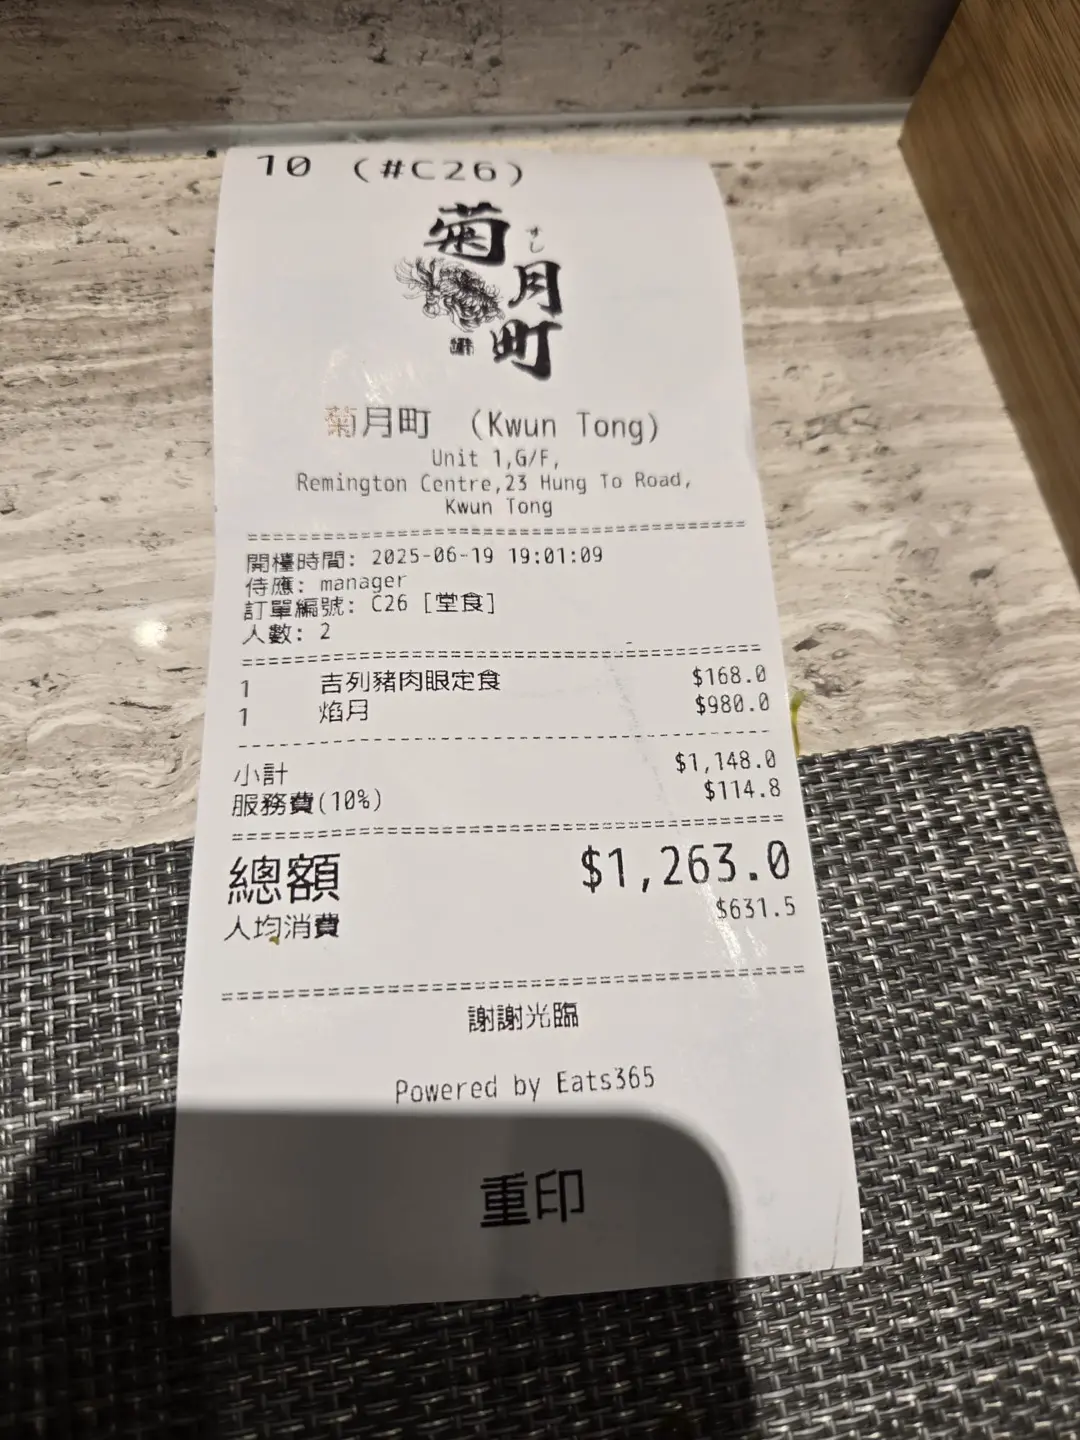 10 (#C26)
菊月町
すし
菊月町 (Kwun Tong)
Unit 1,G/F,
Remington Centre,23 Hung To Road,
Kwun Tong
開檯時間: 2025-06-19 19:01:09
侍應: manager
訂單編號: C26 [堂食]
人數: 2
1 吉列豬肉眼定食 $168.0
1 焰月 $980.0
小計 $1,148.0
服務費(10%) $114.8
總額 $1,263.0
人均消費 $631.5
謝謝光臨
Powered by Eats365
重印